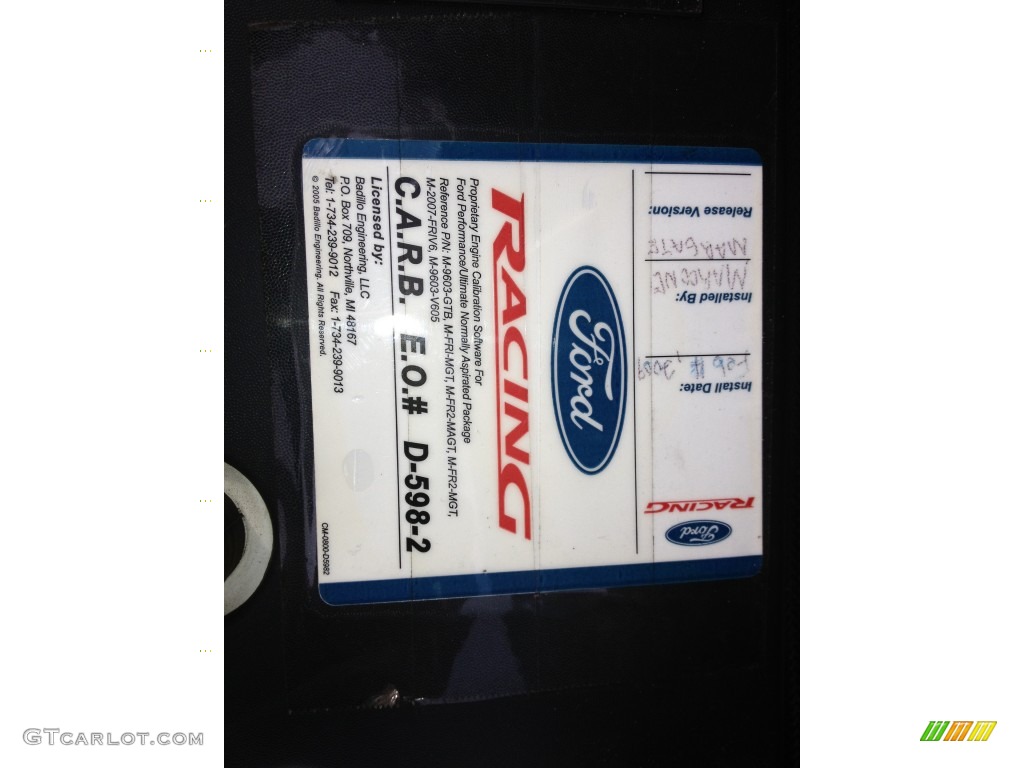 Ford
RACING
Proprietary Engine Calibration Software For
Ford Performance/Ultimate Normally Aspirated Package
Reference P/N: M-9603-GTB, M-FRI-MGT, M-FR2-MAGT, M-FR2-MGT,
M-2007-FRIV6, M-9603-V605
C.A.R.B. E.O.# D-598-2
Licensed by:
Badillo Engineering, LLC
P.O. Box 709, Northville, MI 48167
Tel: 1-734-239-9012 Fax: 1-734-239-9013
© 2005 Badillo Engineering. All Rights Reserved.
CM-0800-D5982
Ford
RACING
Install Date:
Installed By:
Release Version:
GTCarlot.com